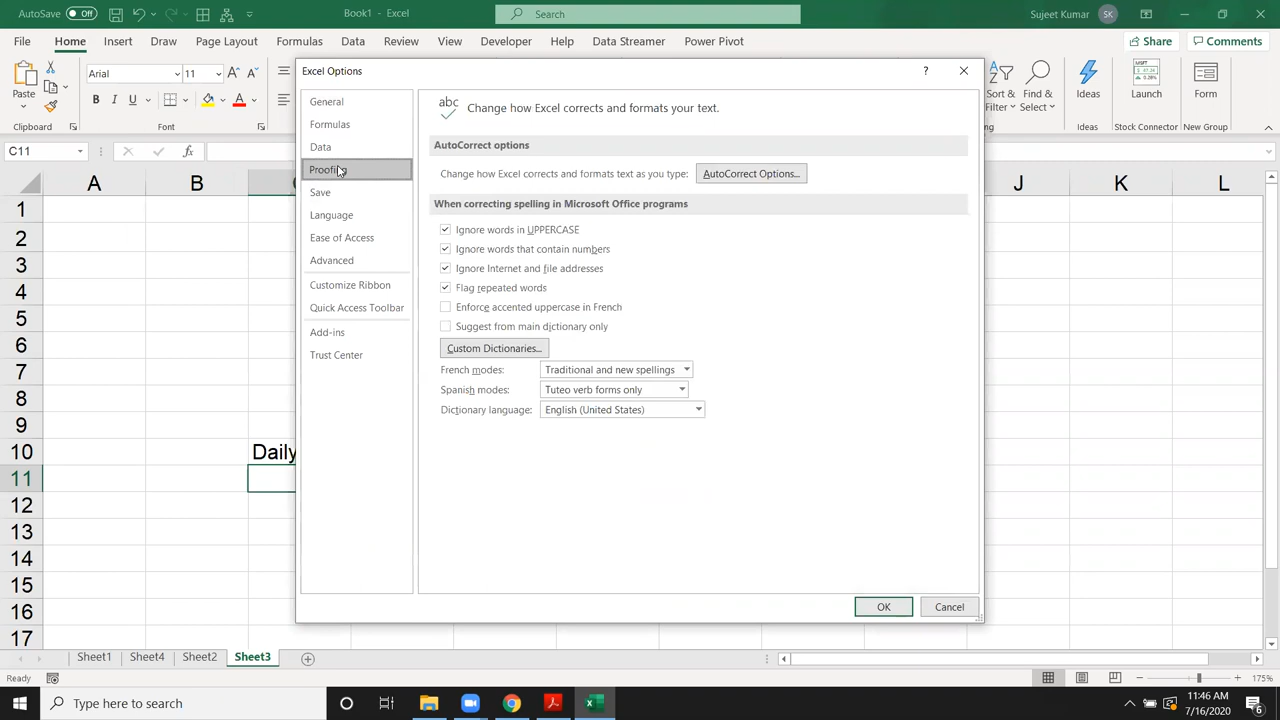 AutoSave Off Book1 - Excel Search Sujeet Kumar SK
File Home Insert Draw Page Layout Formulas Data Review View Developer Help Data Streamer Power Pivot Share Comments
Paste Arial 11 A A
B I U A
Clipboard
Sort & Find &
Filter Select
Ideas Launch Form
Ideas Stock Connector Form
C11 fx
A B J K L
1
2
3
4
5
6
7
8
9
10 Daily
11
12
13
14
15
16
17
Excel Options ?
General
Formulas
Data
Proofing
Save
Language
Ease of Access
Advanced
Customize Ribbon
Quick Access Toolbar
Add-ins
Trust Center
abc Change how Excel corrects and formats your text.
AutoCorrect options
Change how Excel corrects and formats text as you type: AutoCorrect Options...
When correcting spelling in Microsoft Office programs
Ignore words in UPPERCASE
Ignore words that contain numbers
Ignore Internet and file addresses
Flag repeated words
Enforce accented uppercase in French
Suggest from main dictionary only
Custom Dictionaries...
French modes: Traditional and new spellings
Spanish modes: Tuteo verb forms only
Dictionary language: English (United States)
OK Cancel
Sheet1 Sheet4 Sheet2 Sheet3
Ready 175%
Type here to search
11:46 AM
7/16/2020
6